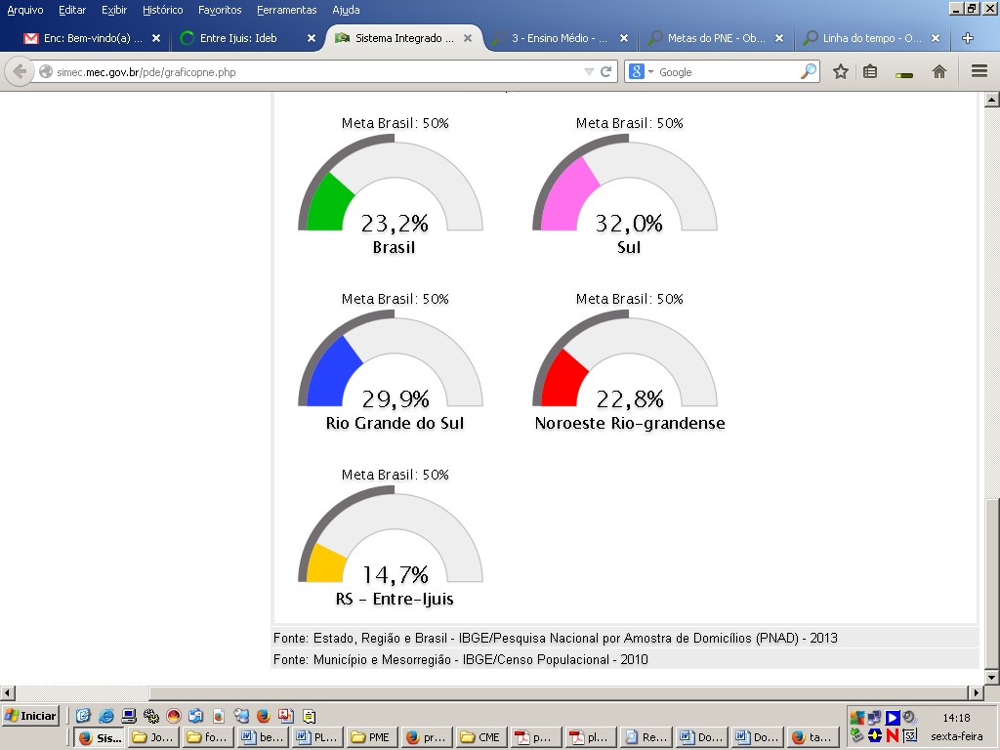 Arquivo Editar Exibir Histórico Favoritos Ferramentas Ajuda
Enc: Bem-vindo(a) ... Entre Ijuis: Ideb Sistema Integrado ... 3 - Ensino Médio - ... Metas do PNE - Ob... Linha do tempo - O...
simec.mec.gov.br/pde/graficopne.php Google
Meta Brasil: 50% Meta Brasil: 50%
23,2% 32,0%
Brasil Sul
Meta Brasil: 50% Meta Brasil: 50%
29,9% 22,8%
Rio Grande do Sul Noroeste Rio-grandense
Meta Brasil: 50%
14,7%
RS - Entre-Ijuis
Fonte: Estado, Região e Brasil - IBGE/Pesquisa Nacional por Amostra de Domicílios (PNAD) - 2013
Fonte: Município e Mesorregião - IBGE/Censo Populacional - 2010
Iniciar 14:18
Sis... Jo... fo... be... PL... PME pr... CME p... pl... Re... Do... Do... ta... sexta-feira